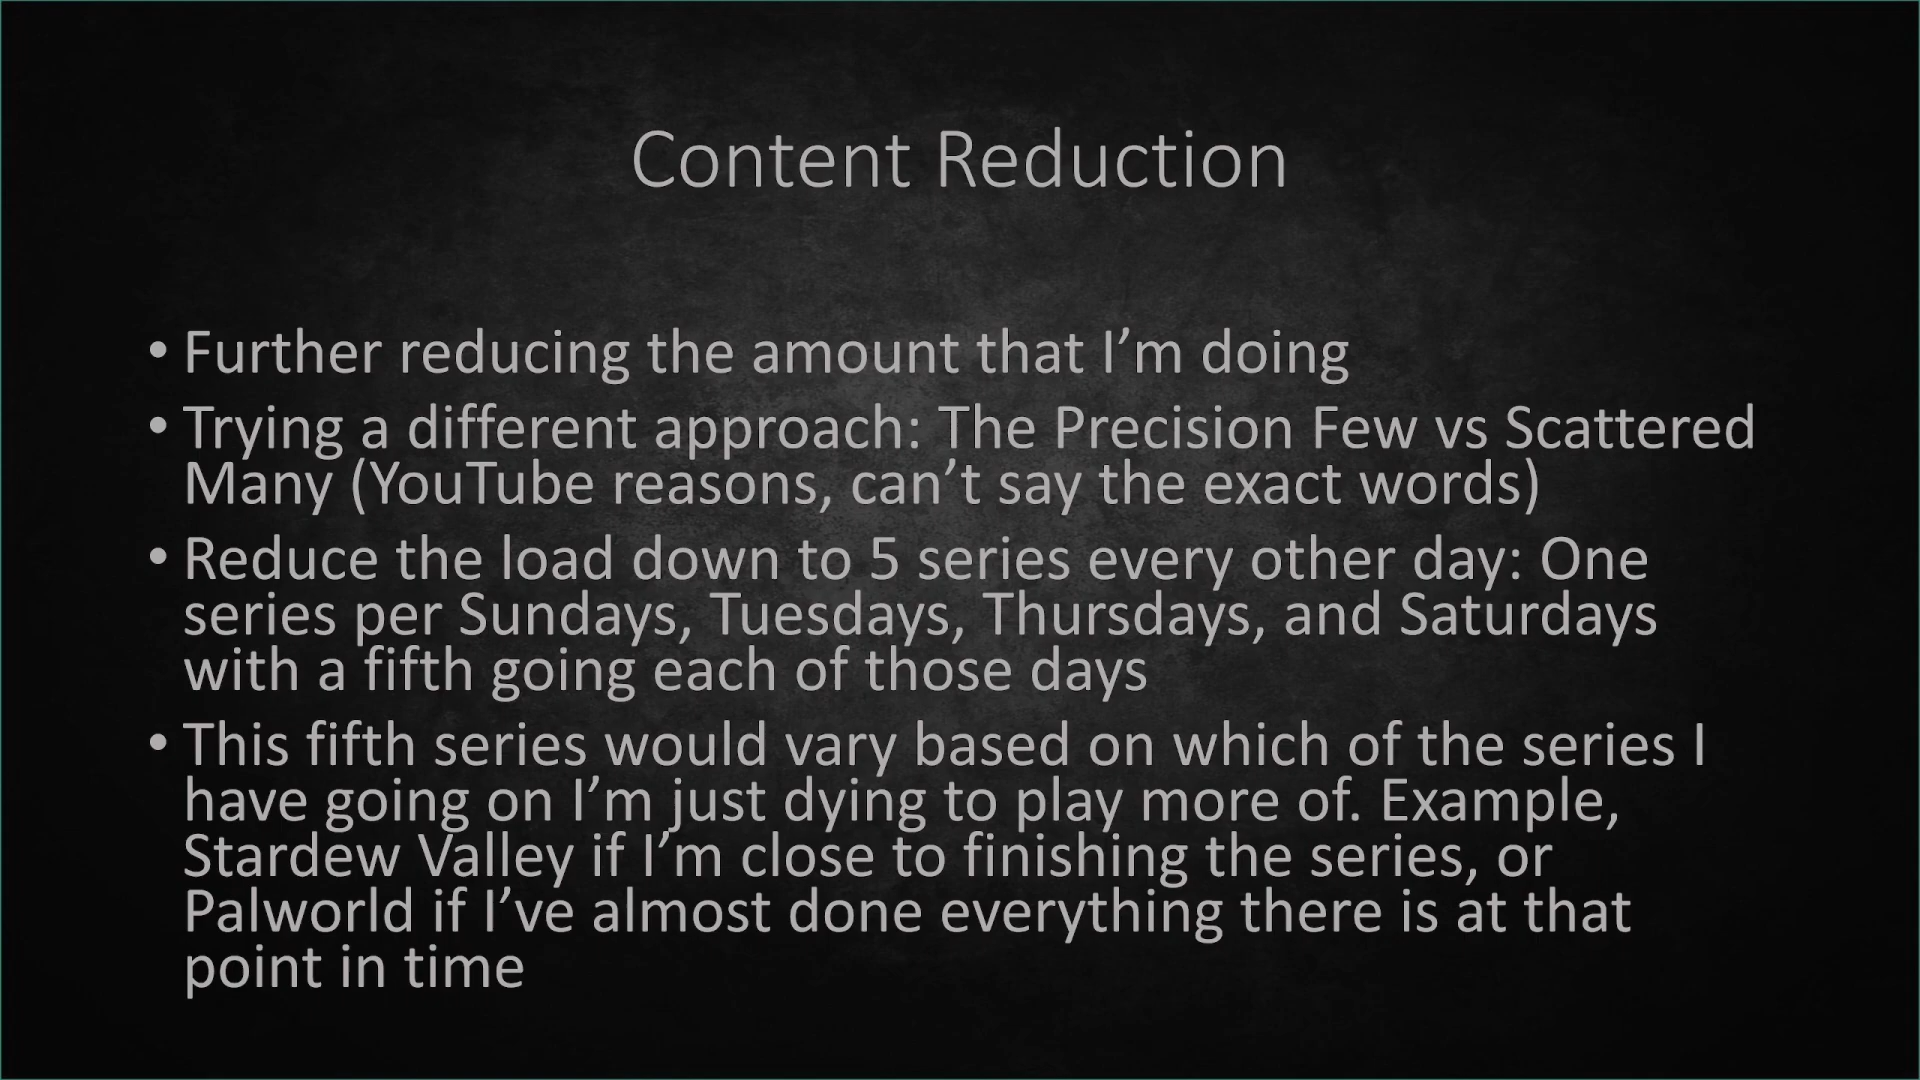 Content Reduction
• Further reducing the amount that I’m doing
• Trying a different approach: The Precision Few vs Scattered
Many (YouTube reasons, can’t say the exact words)
• Reduce the load down to 5 series every other day: One
series per Sundays, Tuesdays, Thursdays, and Saturdays
with a fifth going each of those days
• This fifth series would vary based on which of the series I
have going on I’m just dying to play more of. Example,
Stardew Valley if I’m close to finishing the series, or
Palworld if I’ve almost done everything there is at that
point in time